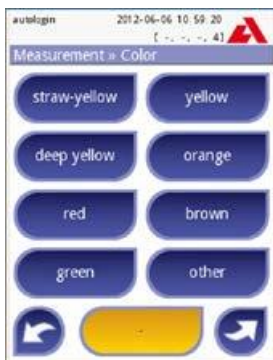 autologin 2012-06-06 10:59:20
[ -, -, -, 4]
Measurement » Color
straw-yellow yellow
deep yellow orange
red brown
green other
-